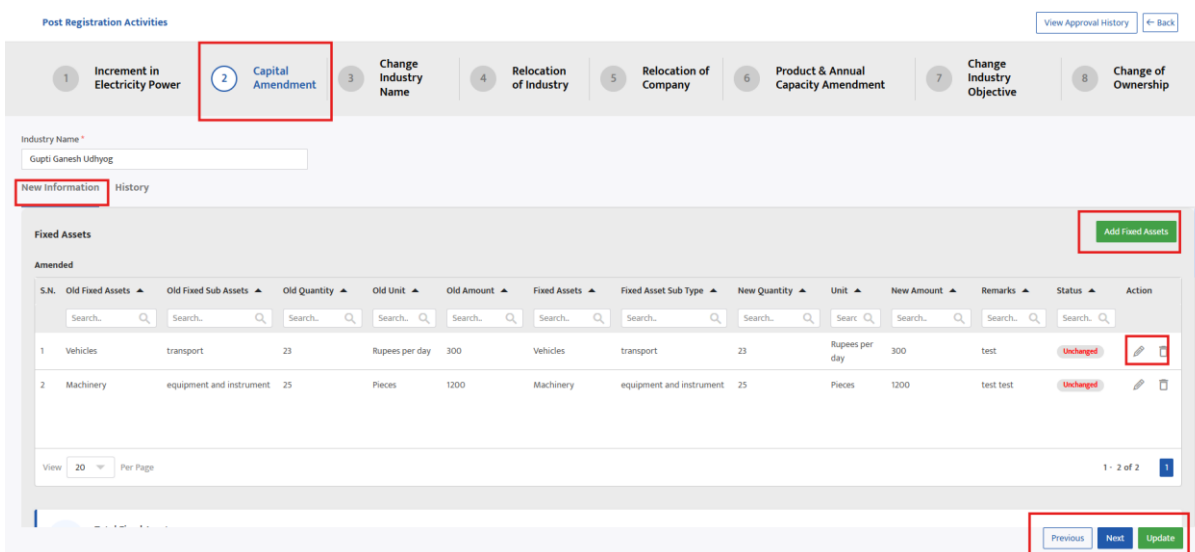 Post Registration Activities
View Approval History
← Back
1 Increment in Electricity Power
2 Capital Amendment
3 Change Industry Name
4 Relocation of Industry
5 Relocation of Company
6 Product & Annual Capacity Amendment
7 Change Industry Objective
8 Change of Ownership
Industry Name *
Gupti Ganesh Udhyog
New Information History
Fixed Assets
Add Fixed Assets
Amended
S.N. Old Fixed Assets Old Fixed Sub Assets Old Quantity Old Unit Old Amount Fixed Assets Fixed Asset Sub Type New Quantity Unit New Amount Remarks Status Action
Search.. Search.. Search.. Search.. Search.. Search.. Search.. Search.. Searc Search.. Search.. Search..
1 Vehicles transport 23 Rupees per day 300 Vehicles transport 23 Rupees per day 300 test Unchanged
2 Machinery equipment and instrument 25 Pieces 1200 Machinery equipment and instrument 25 Pieces 1200 test test Unchanged
View 20 Per Page
1 - 2 of 2 1
Previous Next Update